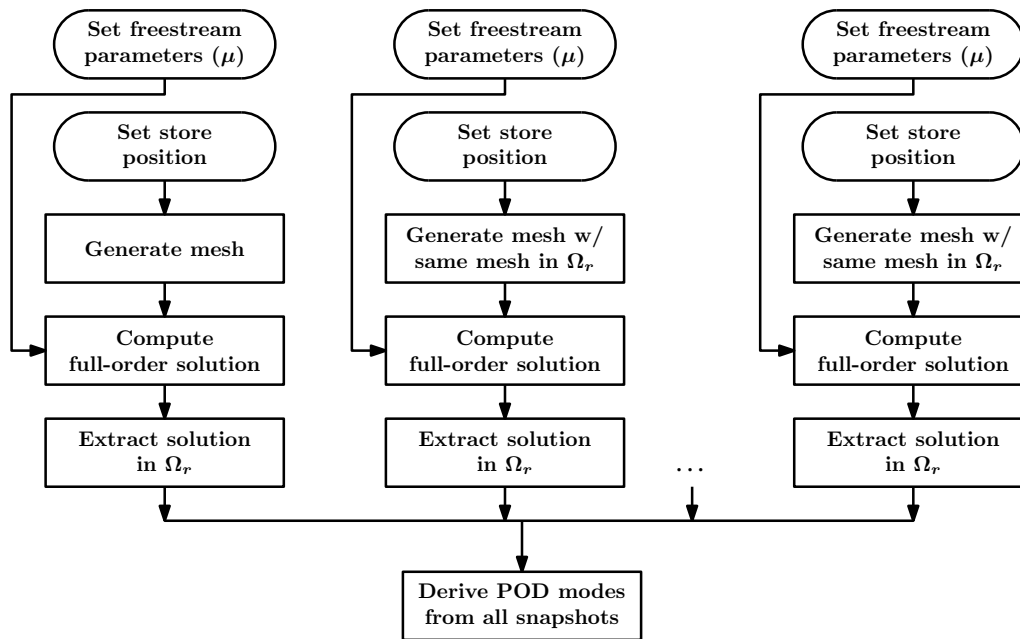 Set freestream
parameters (μ)
Set store
position
Generate mesh
Compute
full-order solution
Extract solution
in Ωr
Set freestream
parameters (μ)
Set store
position
Generate mesh w/
same mesh in Ωr
Compute
full-order solution
Extract solution
in Ωr
...
Set freestream
parameters (μ)
Set store
position
Generate mesh w/
same mesh in Ωr
Compute
full-order solution
Extract solution
in Ωr
Derive POD modes
from all snapshots